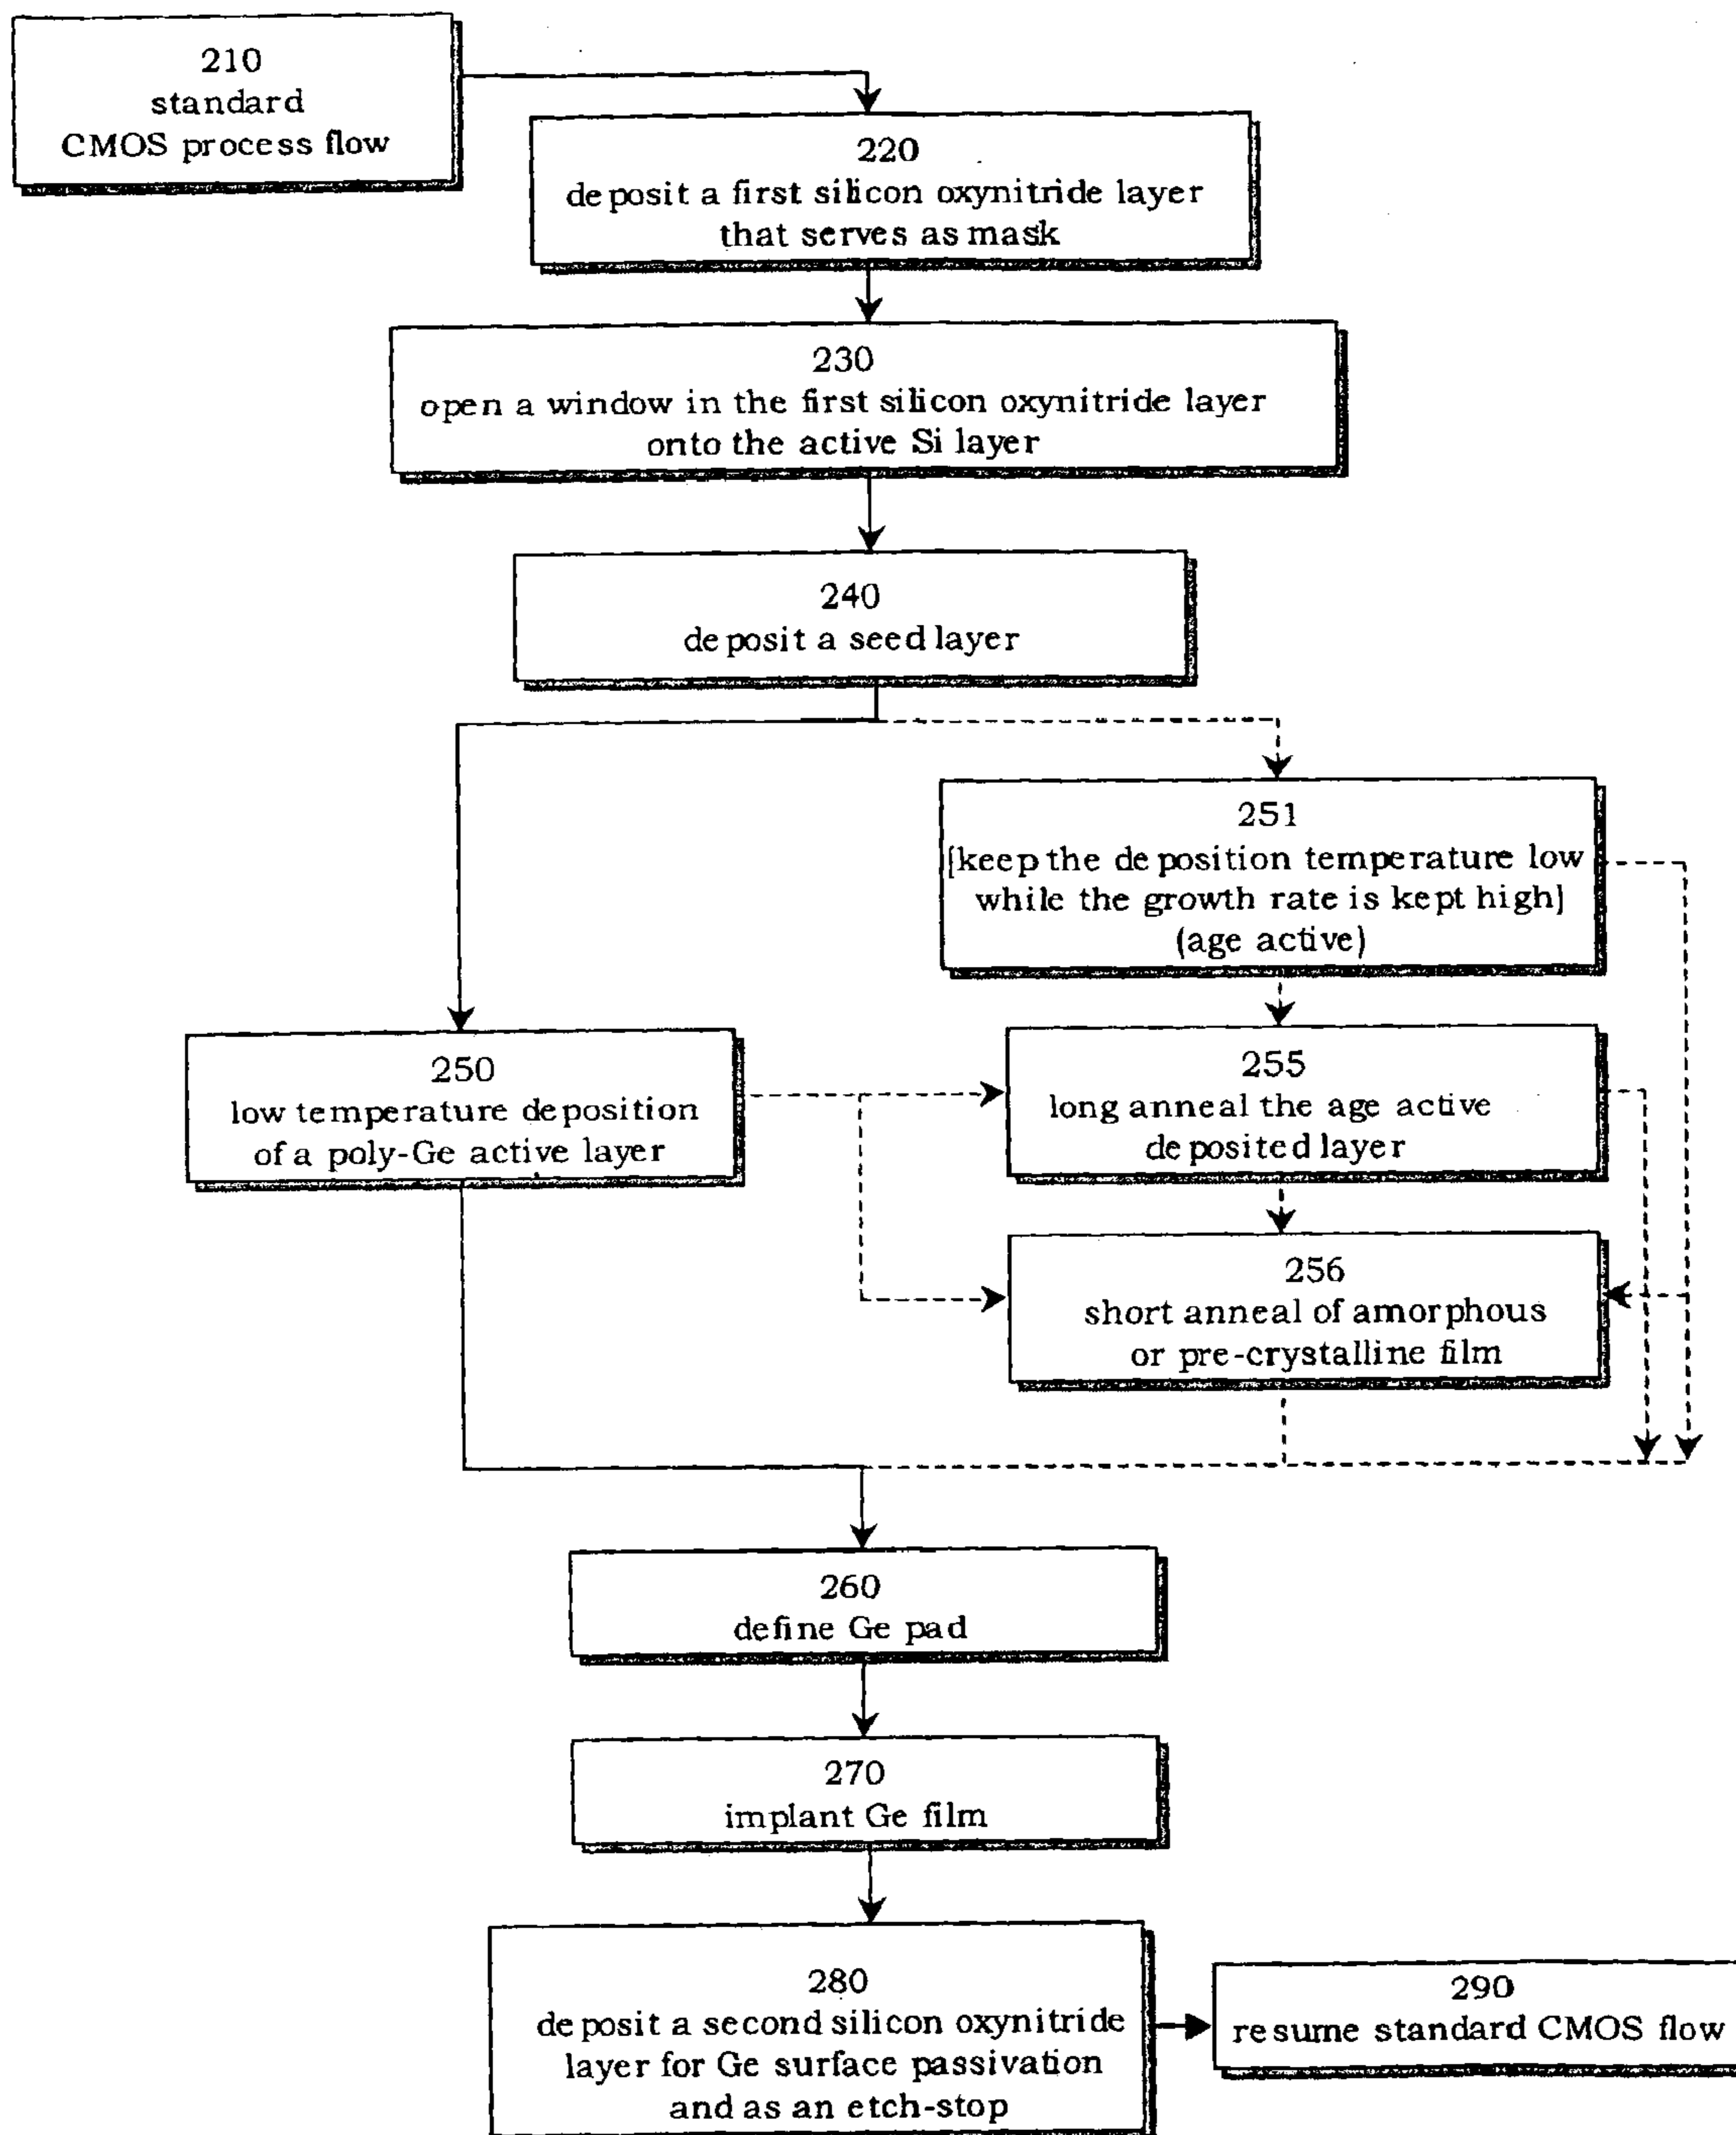 210
standard
CMOS process flow
220
deposit a first silicon oxynitride layer
that serves as mask
230
open a window in the first silicon oxynitride layer
onto the active Si layer
240
deposit a seed layer
251
[keep the deposition temperature low
while the growth rate is kept high]
(age active)
250
low temperature deposition
of a poly-Ge active layer
255
long anneal the age active
deposited layer
256
short anneal of amorphous
or pre-crystalline film
260
define Ge pad
270
implant Ge film
280
deposit a second silicon oxynitride
layer for Ge surface passivation
and as an etch-stop
290
resume standard CMOS flow